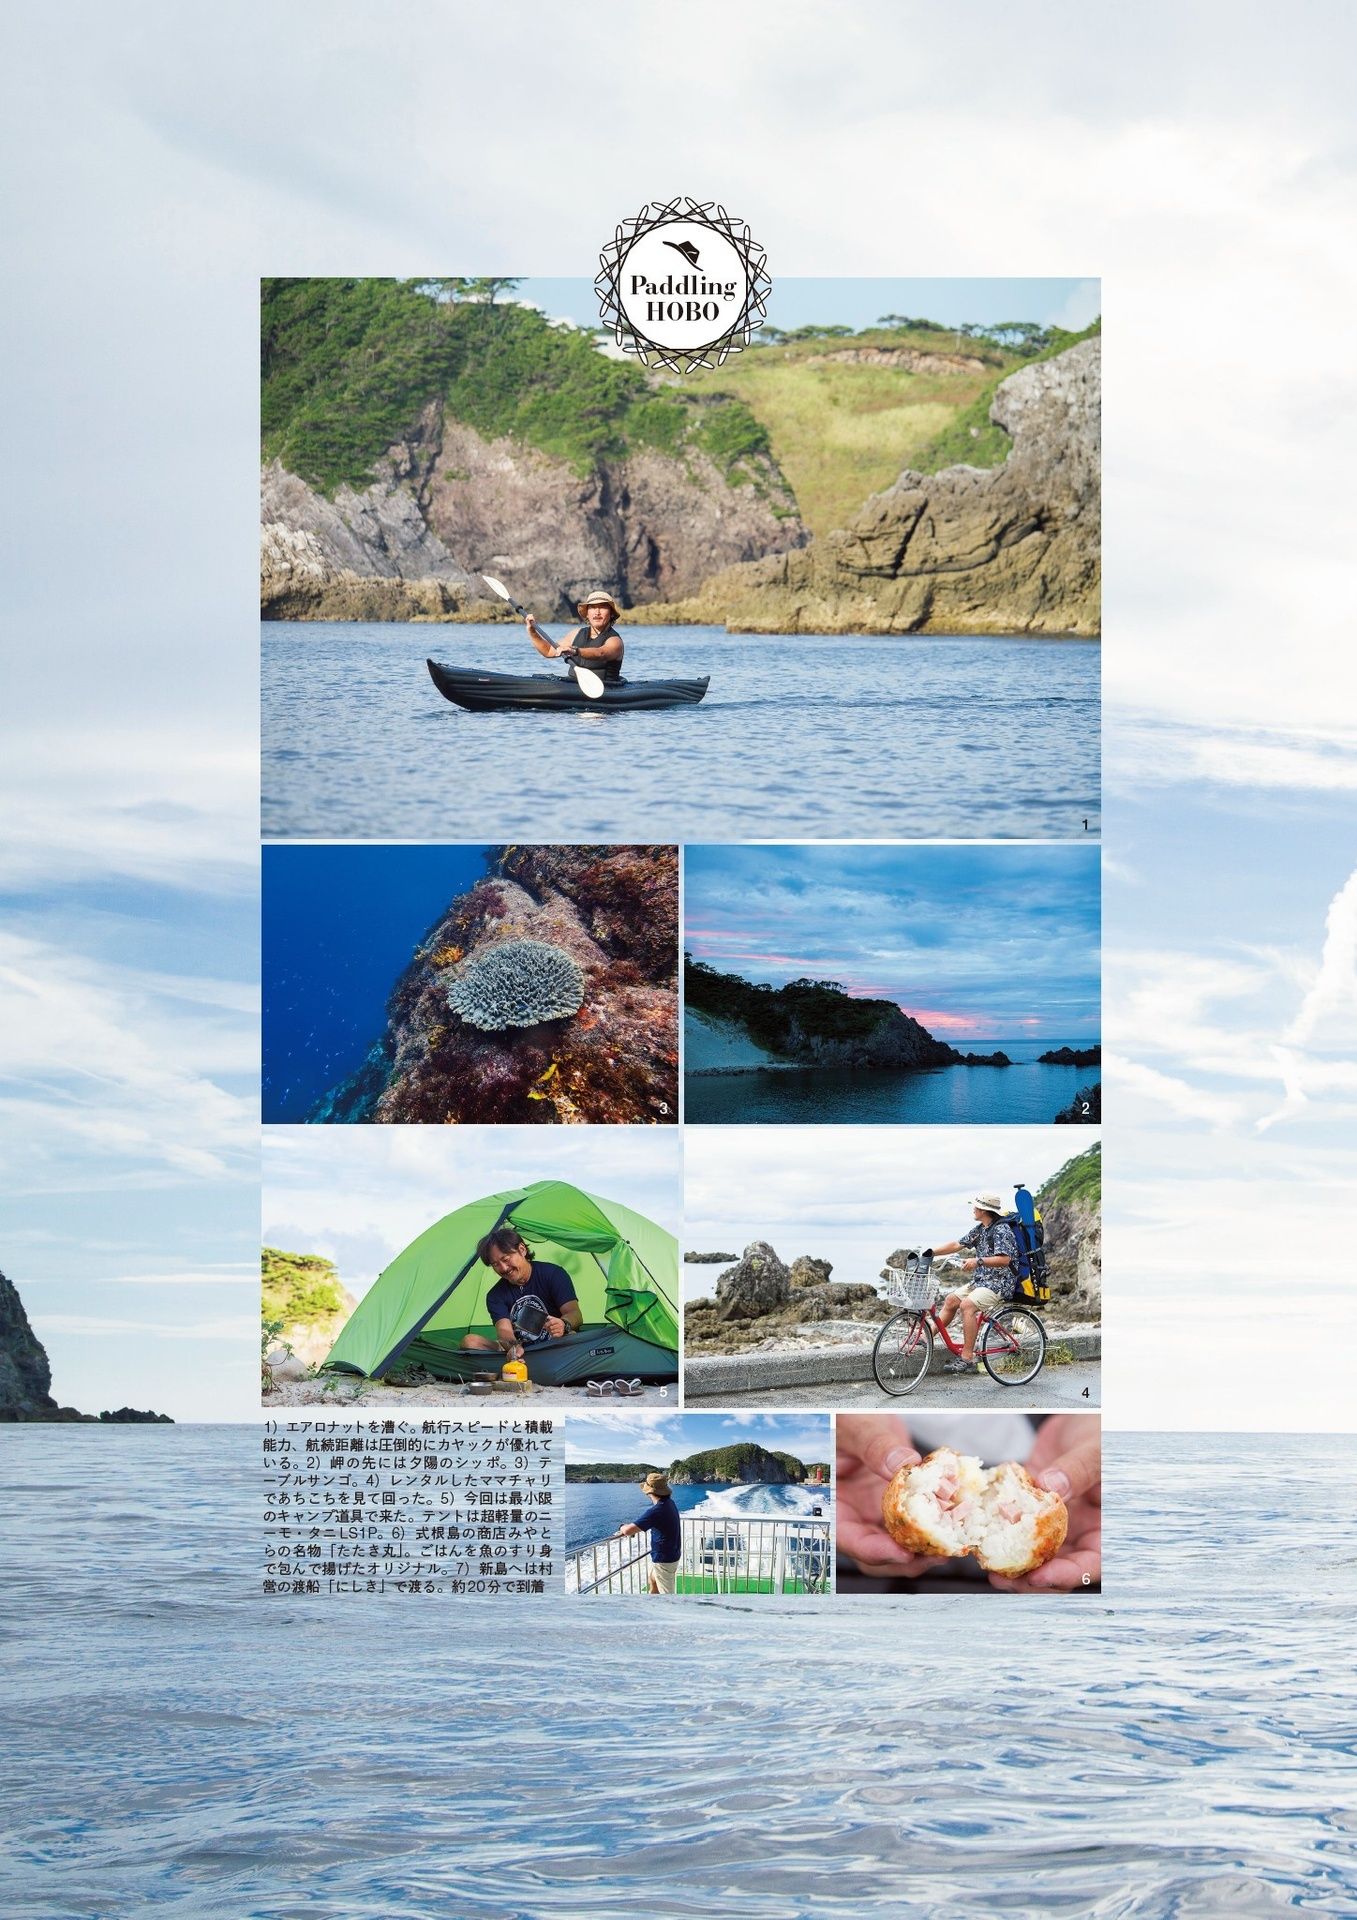 Paddling
HOBO
1
3
2
5
4
1）エアロナットを漕ぐ。航行スピードと積載
能力、航続距離は圧倒的にカヤックが優れて
いる。2）岬の先には夕陽のシッポ。3）テ
ーブルサンゴ。4）レンタルしたママチャリ
であちこちを見て回った。5）今回は最小限
のキャンプ道具で来た。テントは超軽量のニ
ーモ・タニLS1P。6）式根島の商店みやと
らの名物「たたき丸」。ごはんを魚のすり身
で包んで揚げたオリジナル。7）新島へは村
営の渡船「にしき」で渡る。約20分で到着
6